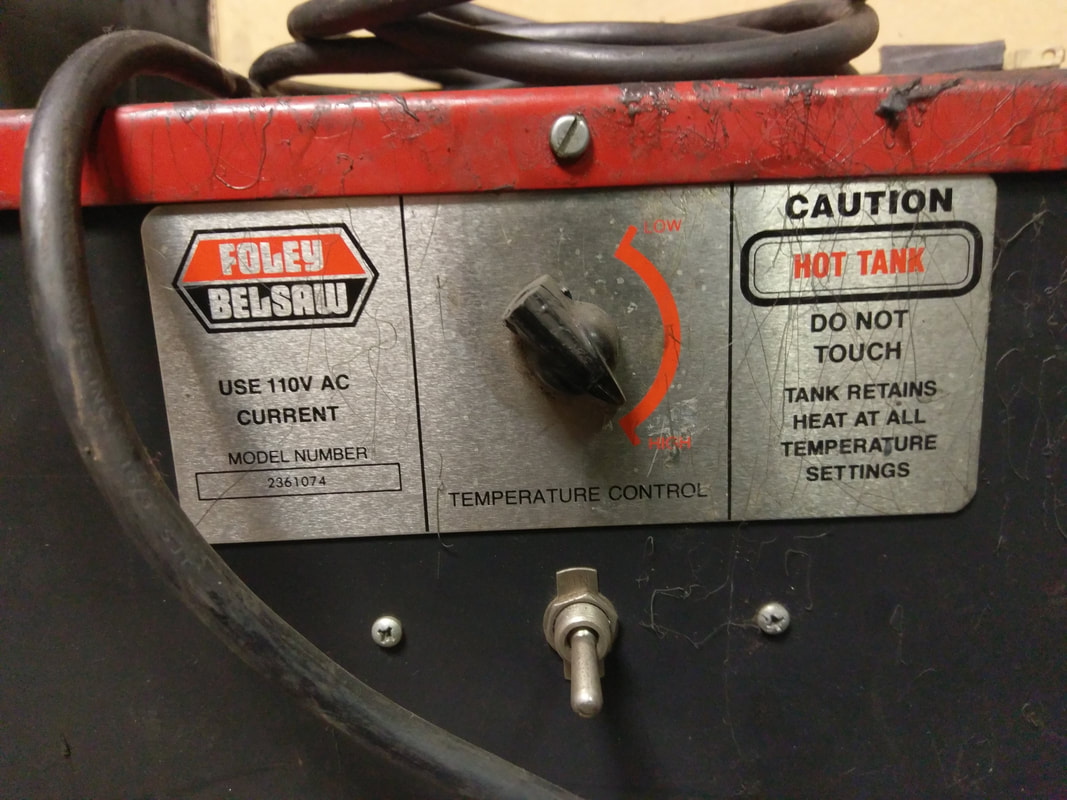 FOLEY
BELSAW
USE 110V AC
CURRENT
MODEL NUMBER
2361074
LOW
HIGH
TEMPERATURE CONTROL
CAUTION
HOT TANK
DO NOT
TOUCH
TANK RETAINS
HEAT AT ALL
TEMPERATURE
SETTINGS